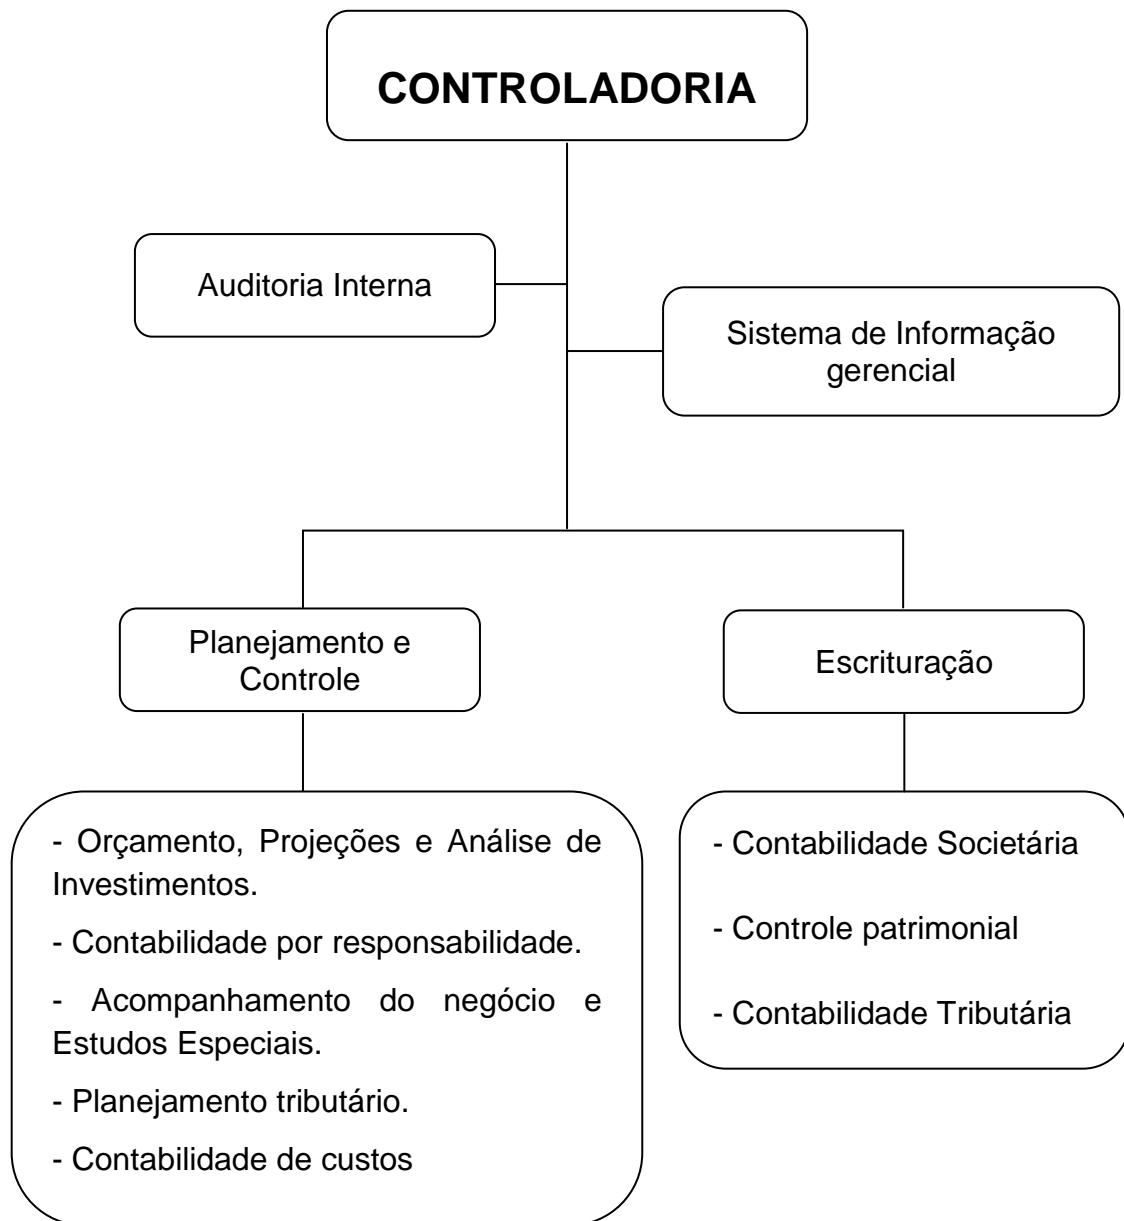 CONTROLADORIA
Auditoria Interna
Sistema de Informação
gerencial
Planejamento e
Controle
Escrituração
- Orçamento, Projeções e Análise de
Investimentos.
- Contabilidade por responsabilidade.
- Acompanhamento do negócio e
Estudos Especiais.
- Planejamento tributário.
- Contabilidade de custos
- Contabilidade Societária
- Controle patrimonial
- Contabilidade Tributária